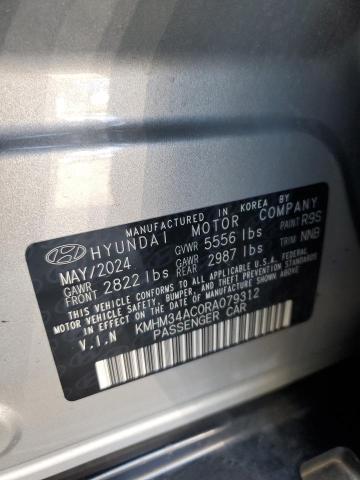 MANUFACTURED IN KOREA BY
HYUNDAI MOTOR COMPANY
MAY/2024 GVWR 5556 lbs PAINT R9S
GAWR FRONT 2822 lbs GAWR REAR 2987 lbs TRIM NNB
THIS VEHICLE CONFORMS TO ALL APPLICABLE U.S. FEDERAL
MOTOR VEHICLE SAFETY, BUMPER, AND THEFT PREVENTION STANDARDS
IN EFFECT ON THE DATE OF MANUFACTURE SHOWN ABOVE.
V.I.N KMHM34AC0RA079312
PASSENGER CAR